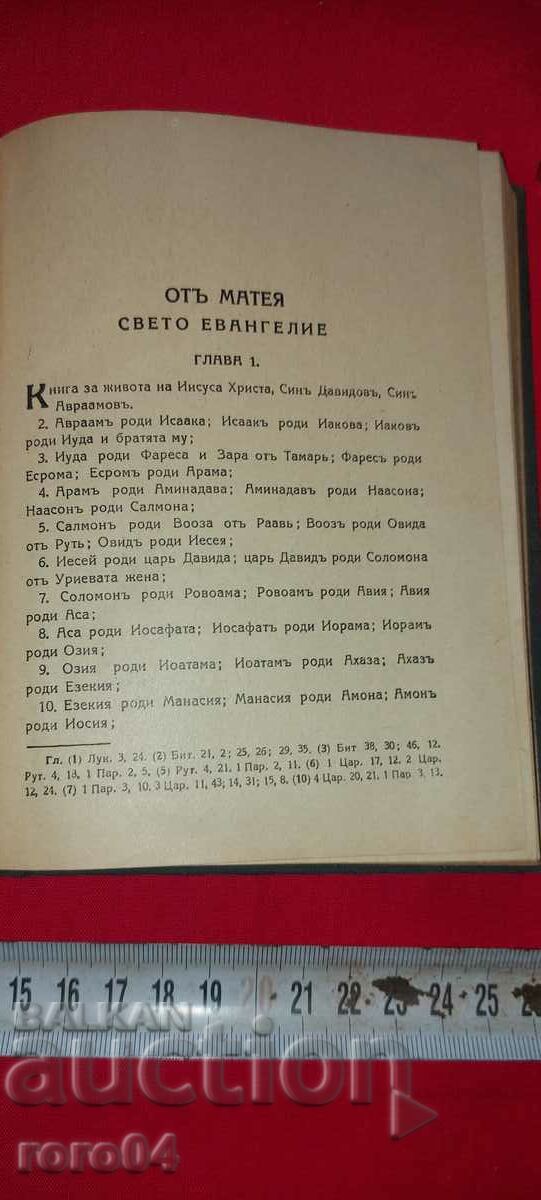 ОТЪ МАТЕЯ
СВЕТО ЕВАНГЕЛИЕ
ГЛАВА 1.
Книга за живота на Иисуса Христа, Синъ Давидовъ, Синъ
Авраамовъ.
2. Авраамъ роди Исаака; Исаакъ роди Иакова; Иаковъ
роди Иуда и братята му;
3. Иуда роди Фареса и Зара отъ Тамарь; Фаресъ роди
Есрома; Есромъ роди Арама;
4. Арамъ роди Аминадава; Аминадавъ роди Наасона;
Наасонъ роди Салмона;
5. Салмонъ роди Вооза отъ Раавь; Воозъ роди Овида
отъ Руть; Овидъ роди Иесея;
6. Иесей роди царь Давида; царь Давидъ роди Соломона
отъ Уриевата жена;
7. Соломонъ роди Ровоама; Ровоамъ роди Авия; Авия
роди Аса;
8. Аса роди Иосафата; Иосафатъ роди Иорама; Иорамъ
роди Озия;
9. Озия роди Иоатама; Иоатамъ роди Ахаза; Ахазъ
роди Езекия;
10. Езекия роди Манасия; Манасия роди Амона; Амонъ
роди Иосия;
Гл. (1) Лук. 3, 24. (2) Бит. 21, 2; 25, 26; 29, 35. (3) Бит 38, 30; 46, 12.
Рут. 4, 18, 1 Пар. 2, 5. (5) Рут. 4, 21. 1 Пар. 2, 11. (6) 1 Цар. 17, 12. 2 Цар.
12, 24. (7) 1 Пар. 3, 10. 3 Цар. 11, 43; 14, 31; 15, 8. (10) 4 Цар. 20, 21. 1 Пар 3, 13.
15 16 17 18 19 20 21 22 23 24 25
BALKAN
auction
roro04